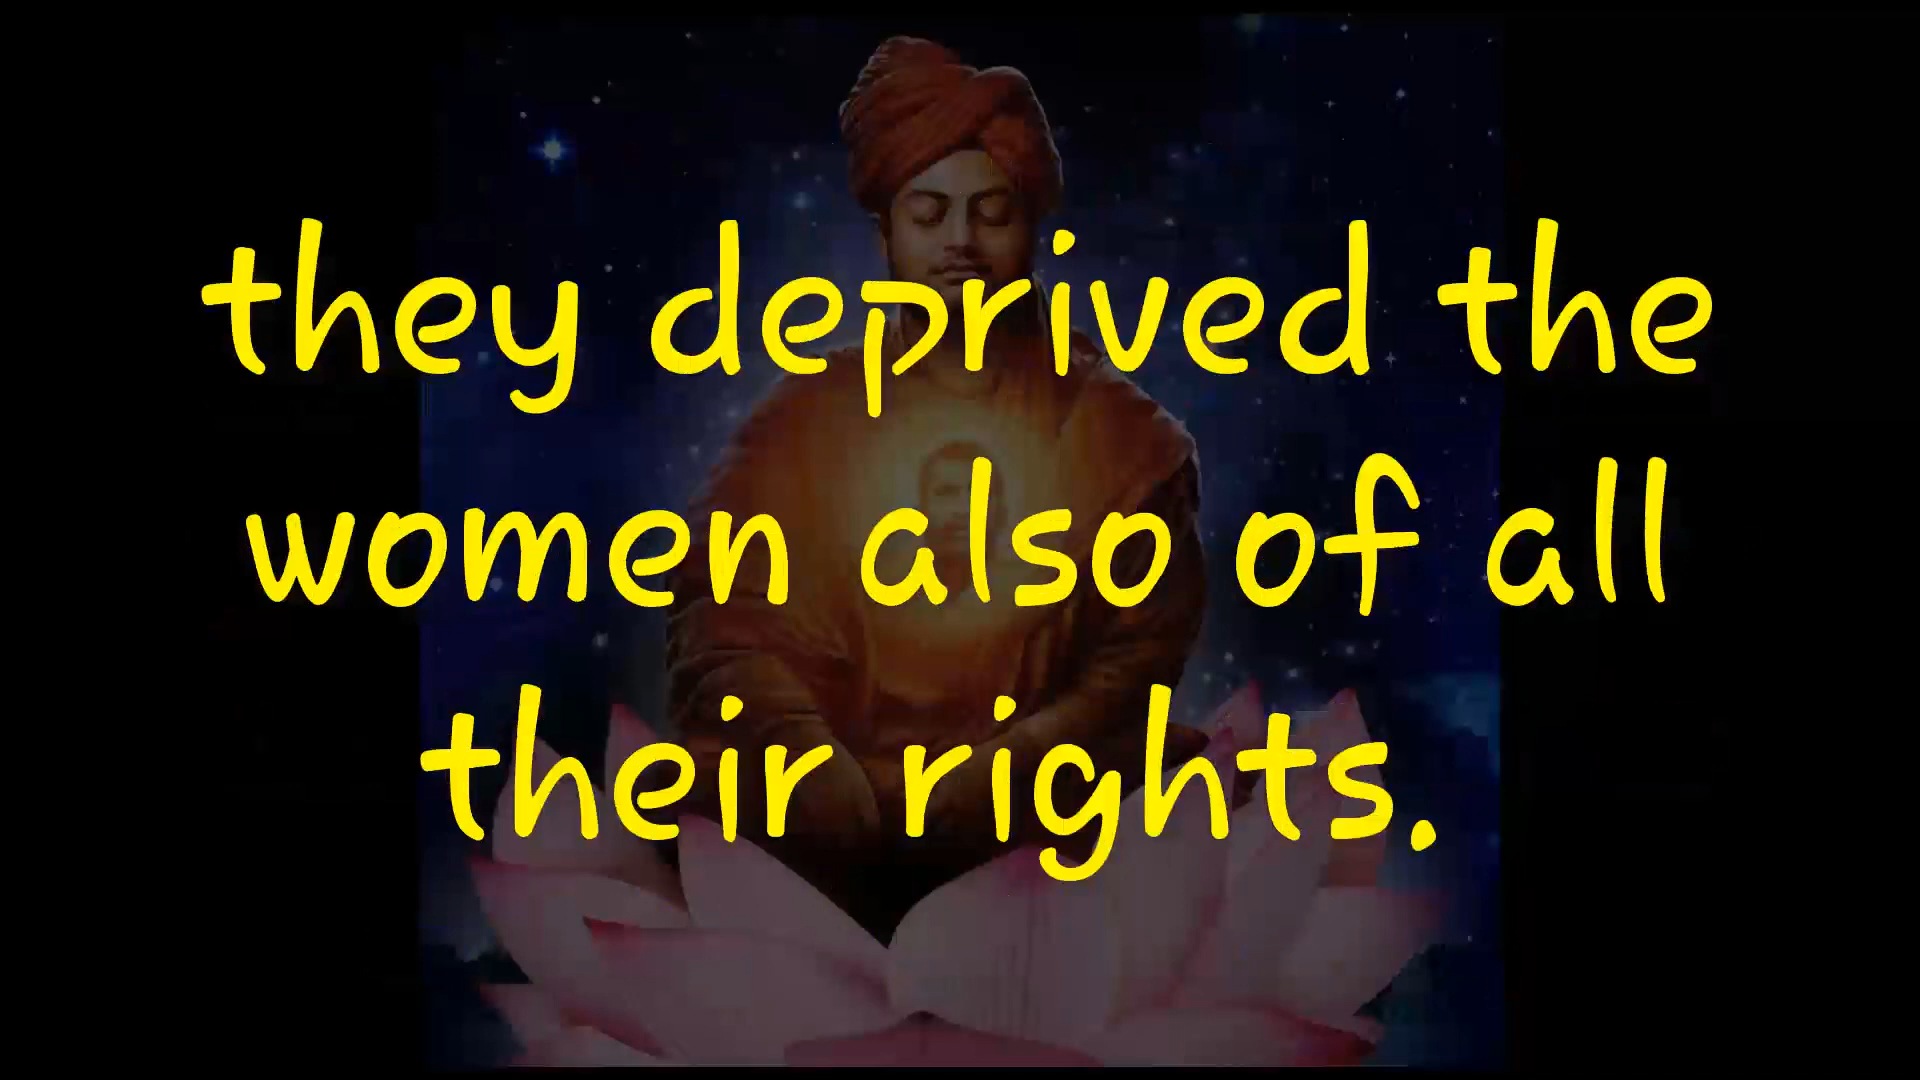 they deprived the
women also of all
their rights.